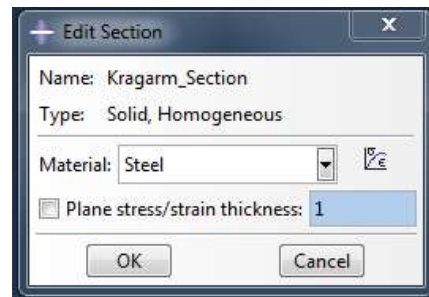 Edit Section
X
Name: Kragarm_Section
Type: Solid, Homogeneous
Material: Steel
Plane stress/strain thickness: 1
OK Cancel